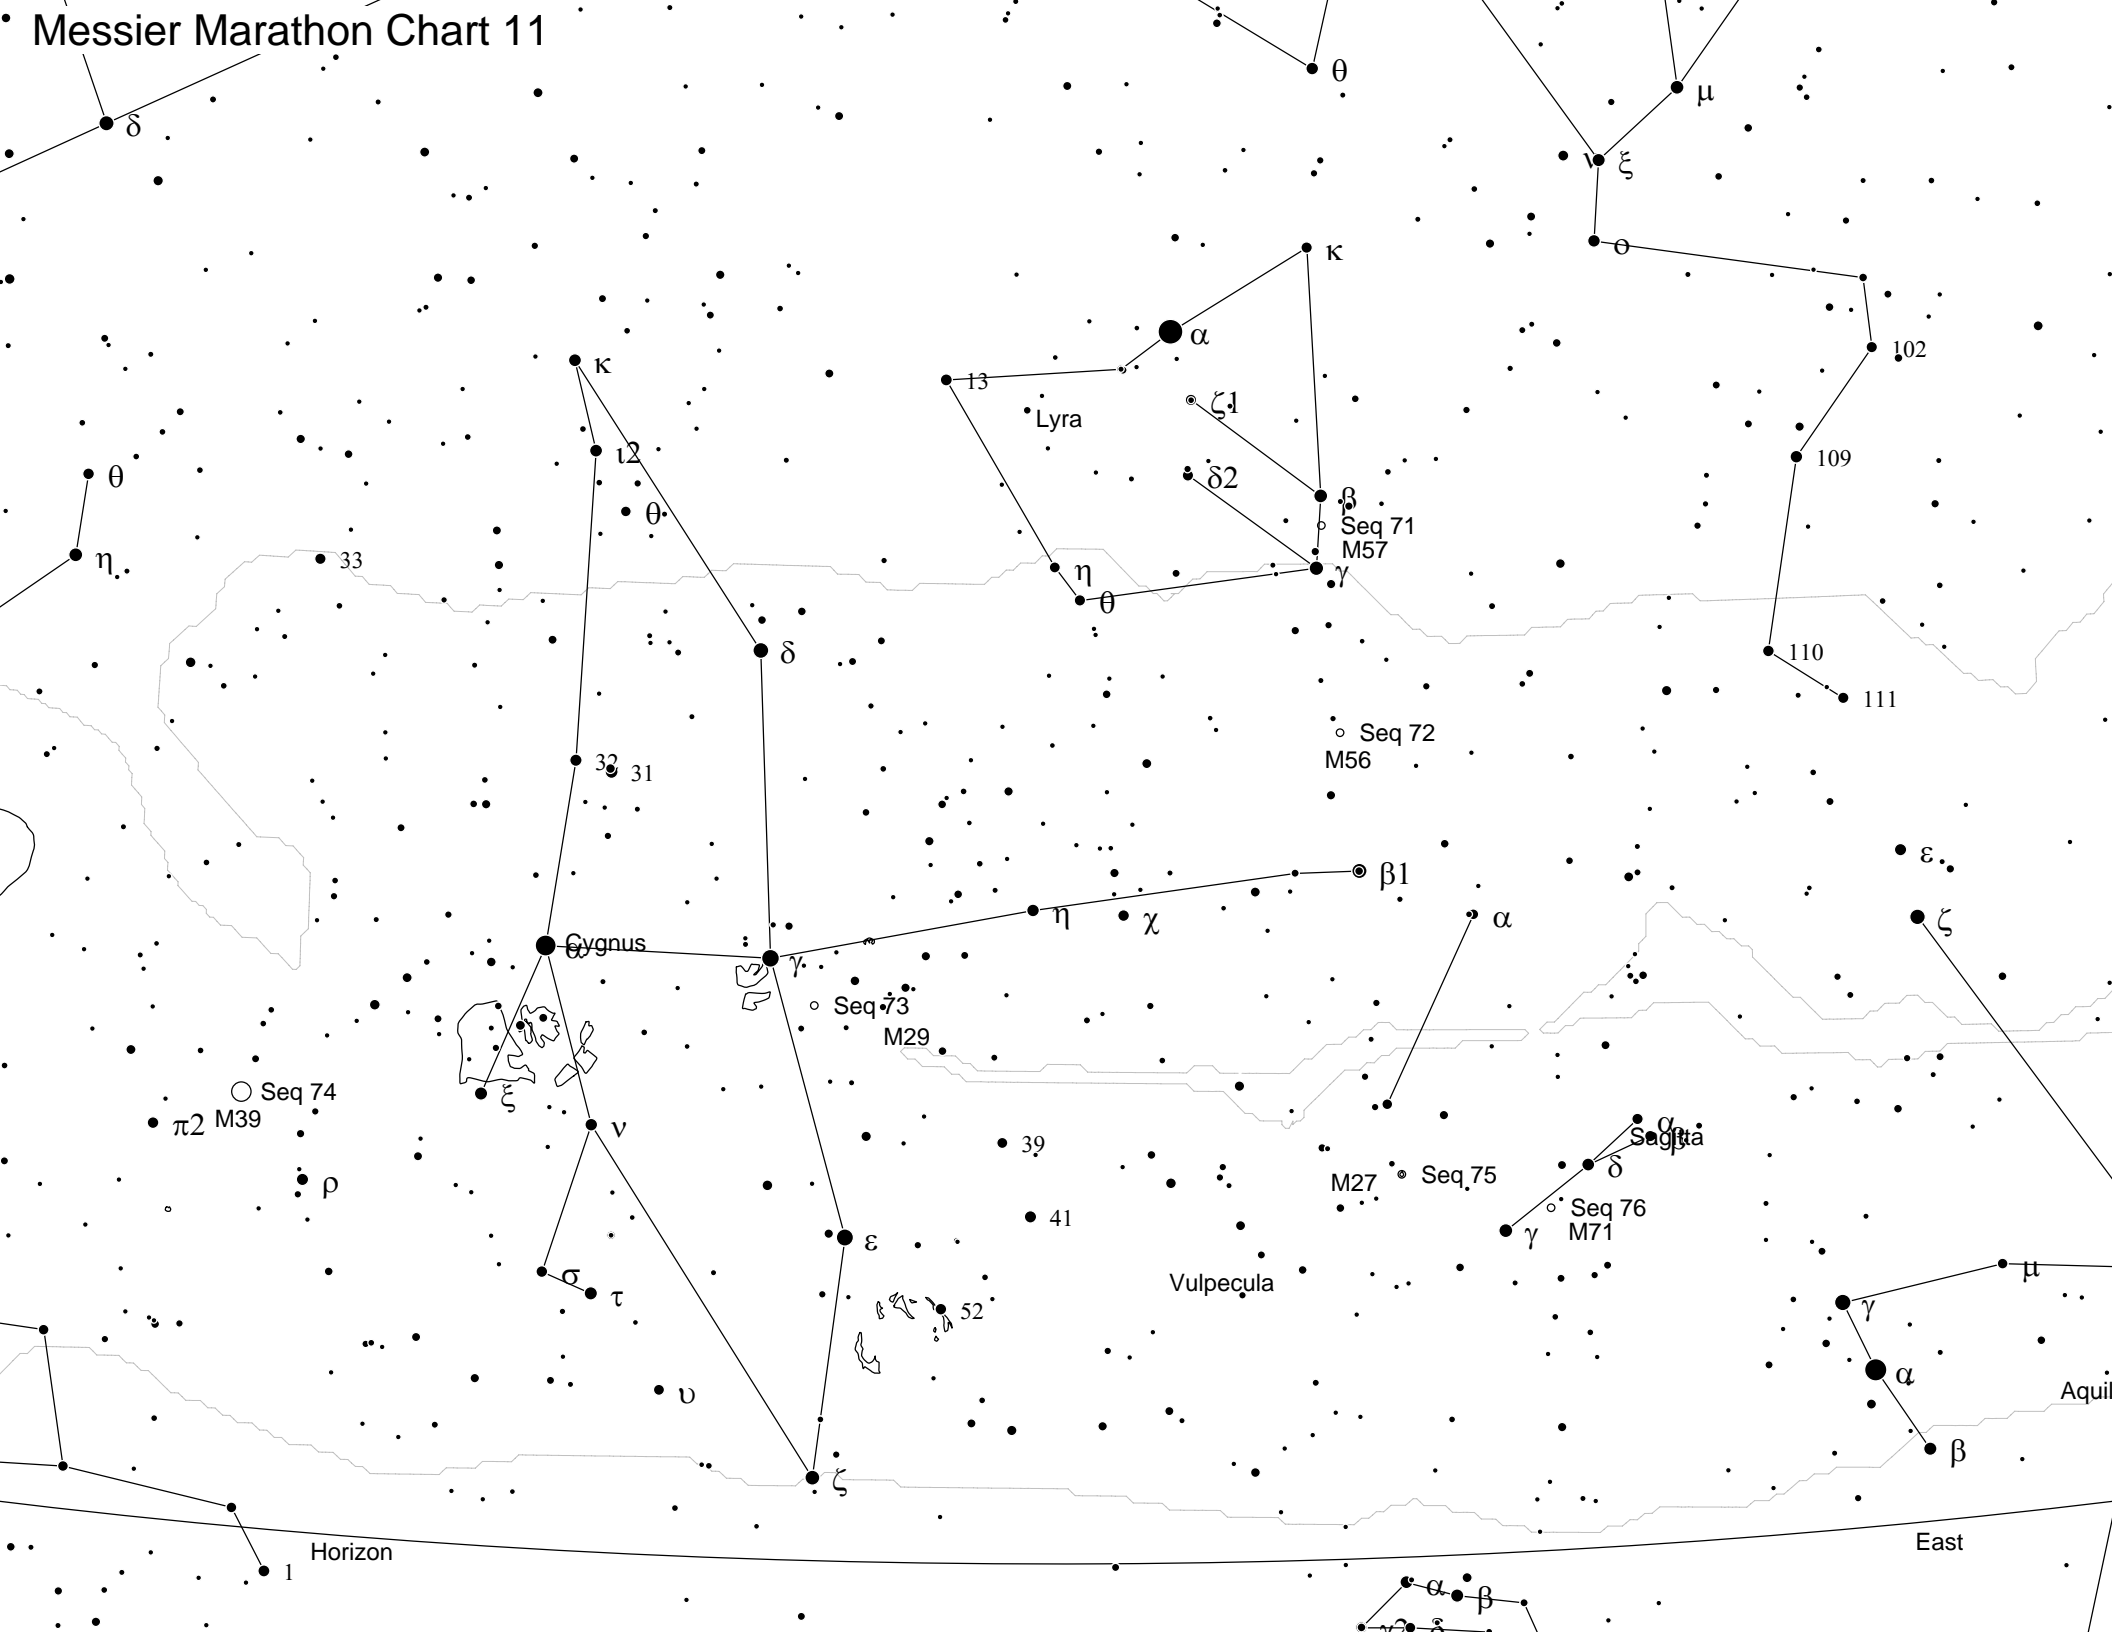 Messier Marathon Chart 11
θ
μ
δ
ν ξ
ο
κ
α
102
κ
13
ζ1
Lyra
ι2
109
θ
δ2
β
θ
Seq 71
M57
η
33
η
γ
θ
δ
110
111
Seq 72
M56
32
31
ε
β1
η
χ
α
ζ
Cygnus
α
γ
Seq 73
M29
Seq 74
M39
ξ
π2
ν
39
α
Sagitta
β
δ
M27
Seq 75
ρ
41
Seq 76
M71
γ
ε
σ
μ
τ
Vulpecula
52
γ
α
υ
Aquil
β
ζ
Horizon
East
1
α
β
γ2
δ